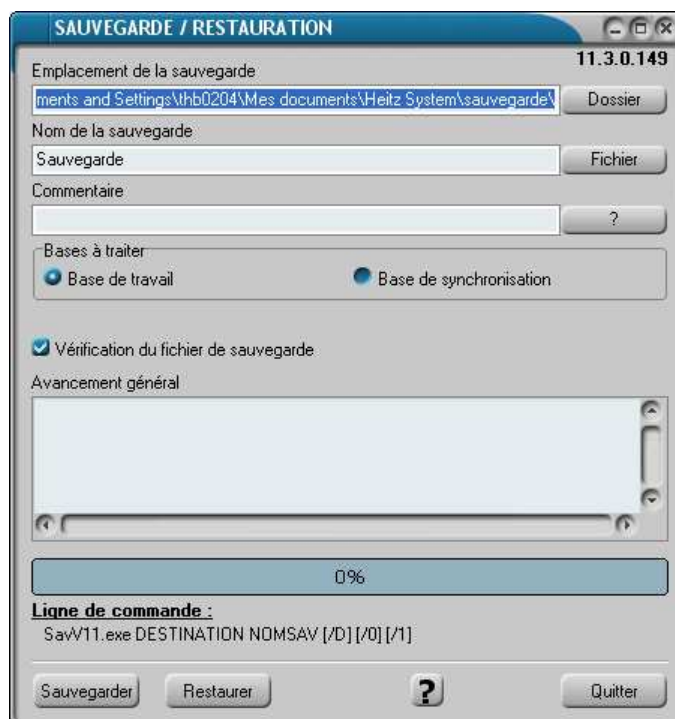 SAUVEGARDE / RESTAURATION
11.3.0.149
Emplacement de la sauvegarde
ments and Settings\thb0204\Mes documents\Heitz System\sauvegarde\
Dossier
Nom de la sauvegarde
Sauvegarde
Fichier
Commentaire
?
Bases à traiter
Base de travail
Base de synchronisation
Vérification du fichier de sauvegarde
Avancement général
0%
Ligne de commande :
SavV11.exe DESTINATION NOMSAV [/D] [/0] [/1]
Sauvegarder
Restaurer
?
Quitter